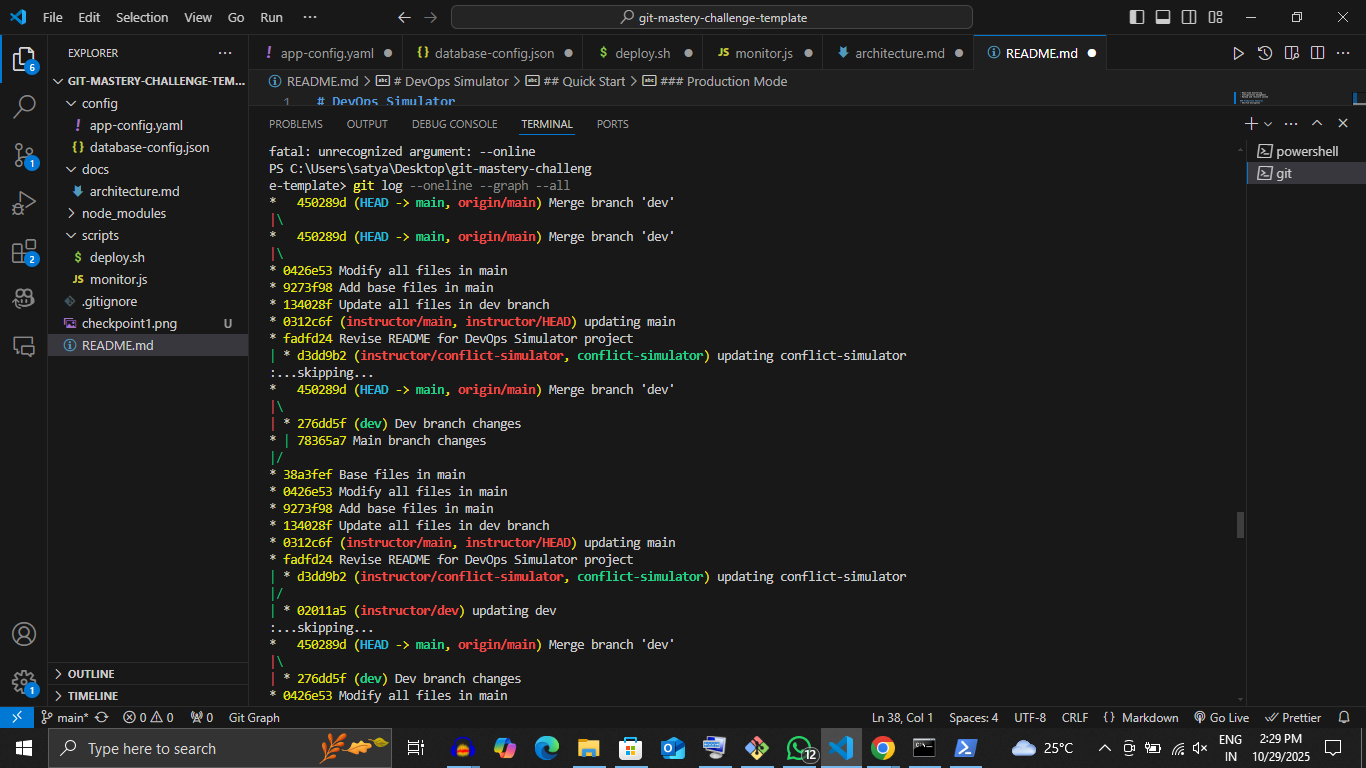 File Edit Selection View Go Run ··· git-mastery-challenge-template
EXPLORER ···
GIT-MASTERY-CHALLENGE-TEM...
config
! app-config.yaml
{} database-config.json
docs
architecture.md
node_modules
scripts
$ deploy.sh
JS monitor.js
.gitignore
checkpoint1.png U
README.md
OUTLINE
TIMELINE
! app-config.yaml {} database-config.json $ deploy.sh JS monitor.js architecture.md README.md
README.md > # DevOps Simulator > ## Quick Start > ### Production Mode
1 # DevOps Simulator
PROBLEMS OUTPUT DEBUG CONSOLE TERMINAL PORTS
powershell
git
fatal: unrecognized argument: --online
PS C:\Users\satya\Desktop\git-mastery-challeng
e-template> git log --oneline --graph --all
*   450289d (HEAD -> main, origin/main) Merge branch 'dev'
|\
*   450289d (HEAD -> main, origin/main) Merge branch 'dev'
|\
* 0426e53 Modify all files in main
* 9273f98 Add base files in main
* 134028f Update all files in dev branch
* 0312c6f (instructor/main, instructor/HEAD) updating main
* fadfd24 Revise README for DevOps Simulator project
| * d3dd9b2 (instructor/conflict-simulator, conflict-simulator) updating conflict-simulator
:...skipping...
*   450289d (HEAD -> main, origin/main) Merge branch 'dev'
|\
| * 276dd5f (dev) Dev branch changes
* | 78365a7 Main branch changes
|/
* 38a3fef Base files in main
* 0426e53 Modify all files in main
* 9273f98 Add base files in main
* 134028f Update all files in dev branch
* 0312c6f (instructor/main, instructor/HEAD) updating main
* fadfd24 Revise README for DevOps Simulator project
| * d3dd9b2 (instructor/conflict-simulator, conflict-simulator) updating conflict-simulator
|/
| * 02011a5 (instructor/dev) updating dev
:...skipping...
*   450289d (HEAD -> main, origin/main) Merge branch 'dev'
|\
| * 276dd5f (dev) Dev branch changes
* 0426e53 Modify all files in main
6
1
2
1
main* 0 0 0 Git Graph Ln 38, Col 1 Spaces: 4 UTF-8 CRLF {} Markdown Go Live Prettier
Type here to search 12 25°C ENG
IN 2:29 PM
10/29/2025